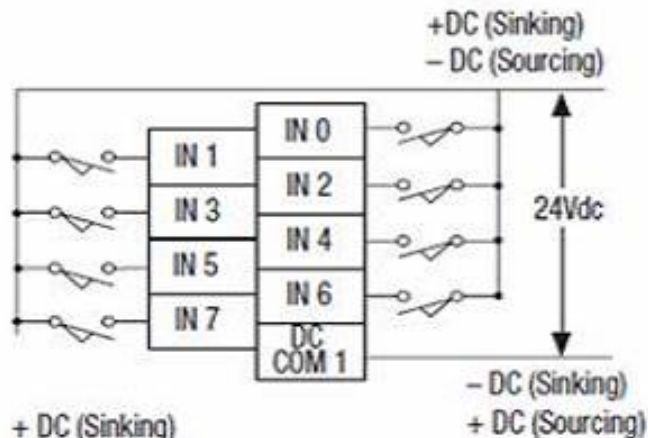 +DC (Sinking)
– DC (Sourcing)
IN 0
IN 1
IN 2
IN 3
24Vdc
IN 4
IN 5
IN 6
IN 7
DC
COM 1
– DC (Sinking)
+ DC (Sinking)
+ DC (Sourcing)